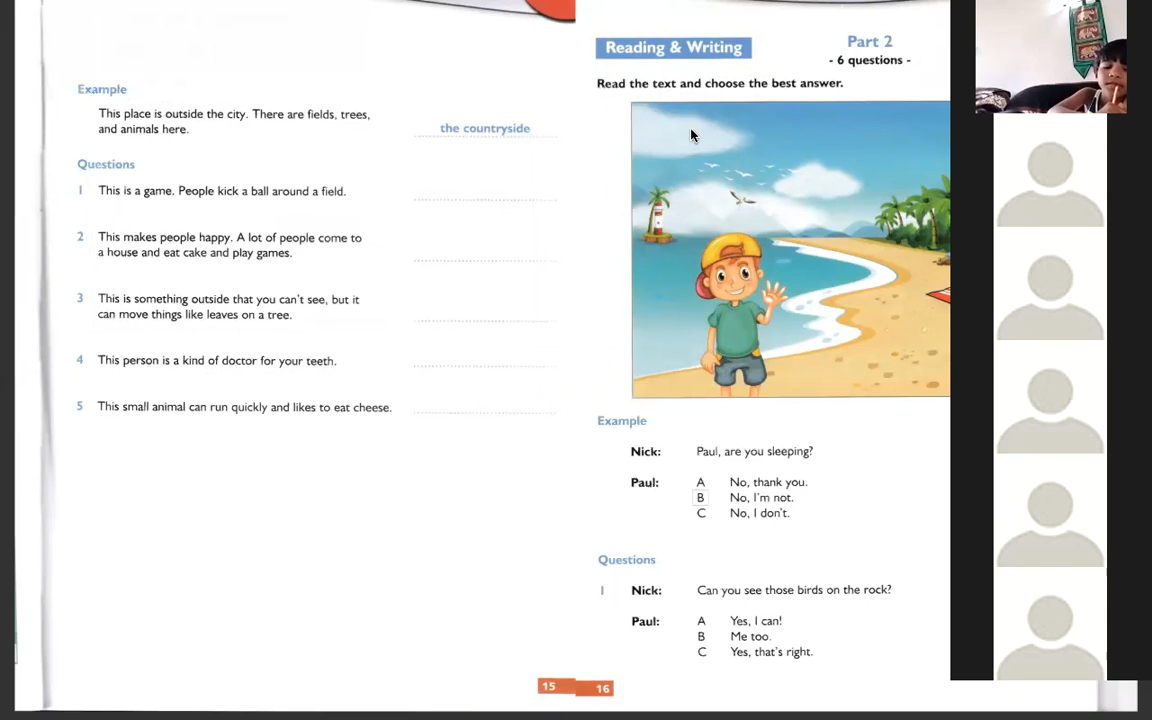 Example
This place is outside the city. There are fields, trees,
and animals here.
the countryside
Questions
1 This is a game. People kick a ball around a field.
2 This makes people happy. A lot of people come to
a house and eat cake and play games.
3 This is something outside that you can't see, but it
can move things like leaves on a tree.
4 This person is a kind of doctor for your teeth.
5 This small animal can run quickly and likes to eat cheese.
15
Reading & Writing
Part 2
- 6 questions -
Read the text and choose the best answer.
Example
Nick: Paul, are you sleeping?
Paul: A No, thank you.
B No, I'm not.
C No, I don't.
Questions
1 Nick: Can you see those birds on the rock?
Paul: A Yes, I can!
B Me too.
C Yes, that's right.
16